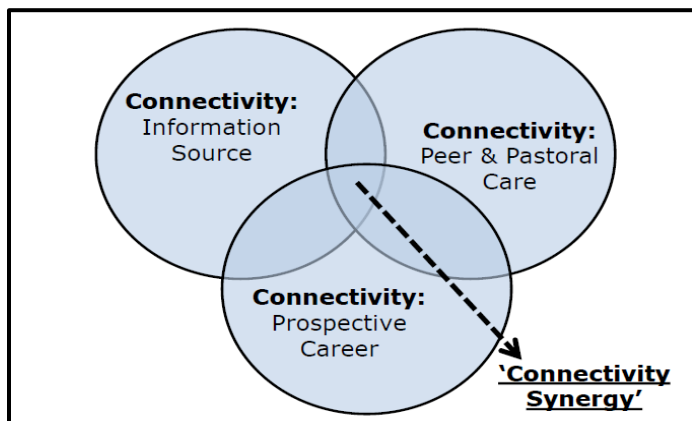 Connectivity:
Information
Source
Connectivity:
Peer & Pastoral
Care
Connectivity:
Prospective
Career
‘Connectivity
Synergy’